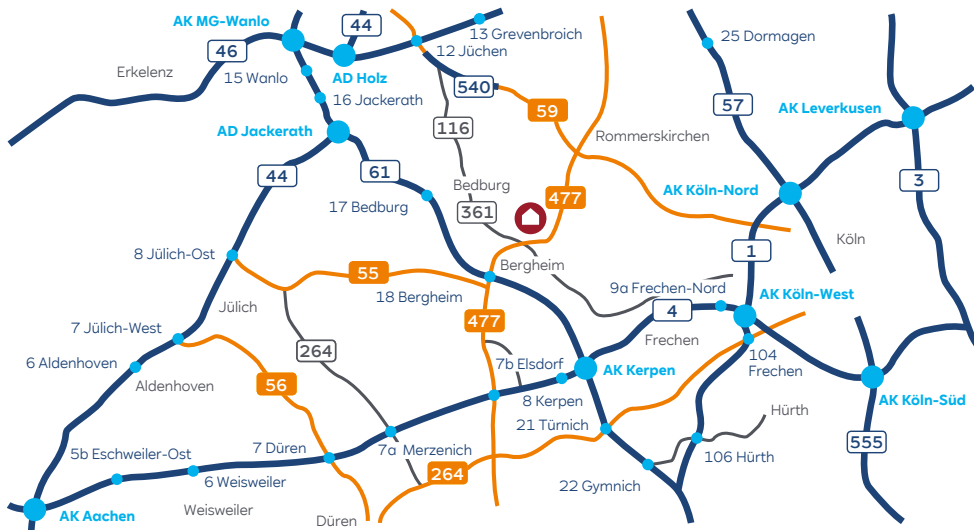 AK MG-Wanlo
44
13 Grevenbroich
12 Jüchen
25 Dormagen
46
Erkelenz
15 Wanlo
AD Holz
540
16 Jackerath
57
59
AK Leverkusen
116
AD Jackerath
Rommerskirchen
44
61
3
Bedburg
AK Köln-Nord
477
17 Bedburg
361
Köln
8 Jülich-Ost
1
Bergheim
55
18 Bergheim
9a Frechen-Nord
AK Köln-West
Jülich
4
477
7 Jülich-West
Frechen
264
104
Frechen
6 Aldenhoven
7b Elsdorf
AK Kerpen
Aldenhoven
56
8 Kerpen
AK Köln-Süd
Hürth
21 Türnich
555
7 Düren
7a Merzenich
5b Eschweiler-Ost
106 Hürth
264
6 Weisweiler
22 Gymnich
AK Aachen
Weisweiler
Düren